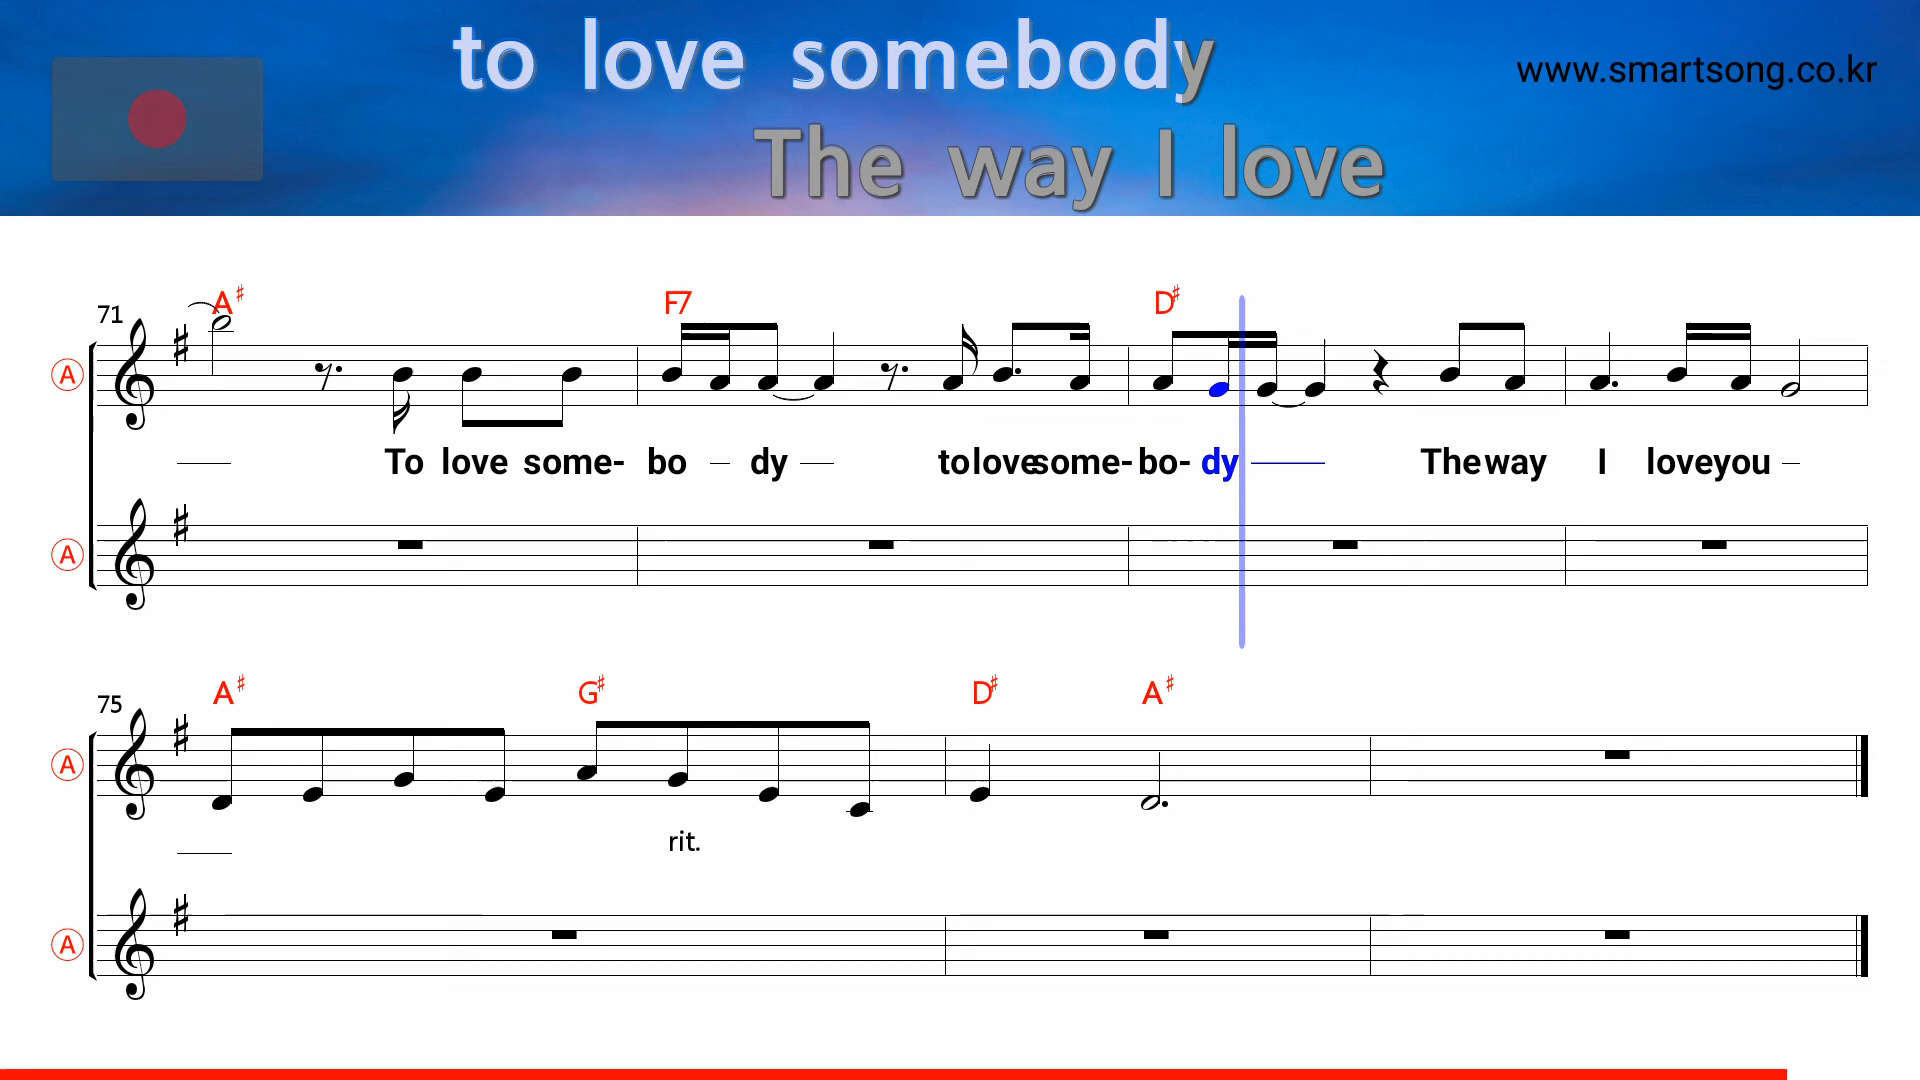 to love somebody
www.smartsong.co.kr
The way I love
71 A♯ F7 D♯
A
To love some- bo dy to love some- bo- dy The way I love you
A
75 A♯ G♯ D♯ A♯
A
rit.
A